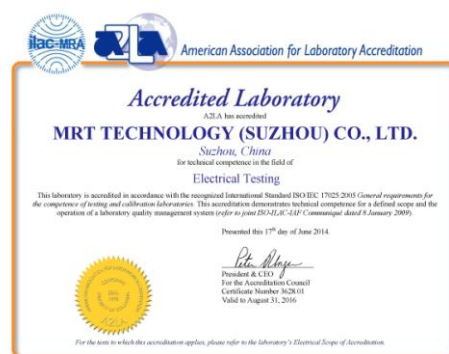 ilac-MRA
A2LA
American Association for Laboratory Accreditation
Accredited Laboratory
A2LA has accredited
MRT TECHNOLOGY (SUZHOU) CO., LTD.
Suzhou, China
for technical competence in the field of
Electrical Testing
This laboratory is accredited in accordance with the recognized International Standard ISO/IEC 17025:2005 General requirements for
the competence of testing and calibration laboratories. This accreditation demonstrates technical competence for a defined scope and the
operation of a laboratory quality management system (refer to joint ISO-ILAC-IAF Communiqué dated 8 January 2009).
Presented this 17th day of June 2014.
President & CEO
For the Accreditation Council
Certificate Number 3628.01
Valid to August 31, 2016
A2LA
For the tests to which this accreditation applies, please refer to the laboratory's Electrical Scope of Accreditation.